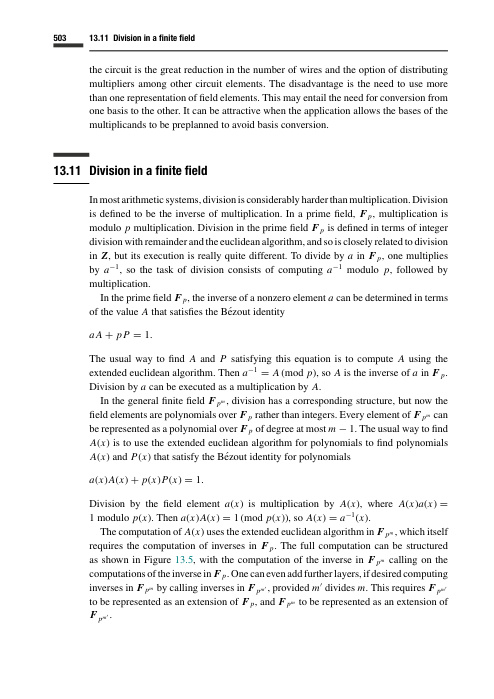 503 13.11 Division in a finite field
the circuit is the great reduction in the number of wires and the option of distributing
multipliers among other circuit elements. The disadvantage is the need to use more
than one representation of field elements. This may entail the need for conversion from
one basis to the other. It can be attractive when the application allows the bases of the
multiplicands to be preplanned to avoid basis conversion.
13.11 Division in a finite field
In most arithmetic systems, division is considerably harder than multiplication. Division
is defined to be the inverse of multiplication. In a prime field, F_p, multiplication is
modulo p multiplication. Division in the prime field F_p is defined in terms of integer
division with remainder and the euclidean algorithm, and so is closely related to division
in Z, but its execution is really quite different. To divide by a in F_p, one multiplies
by a⁻¹, so the task of division consists of computing a⁻¹ modulo p, followed by
multiplication.
In the prime field F_p, the inverse of a nonzero element a can be determined in terms
of the value A that satisfies the Bézout identity
aA + pP = 1.
The usual way to find A and P satisfying this equation is to compute A using the
extended euclidean algorithm. Then a⁻¹ = A (mod p), so A is the inverse of a in F_p.
Division by a can be executed as a multiplication by A.
In the general finite field F_{p^m}, division has a corresponding structure, but now the
field elements are polynomials over F_p rather than integers. Every element of F_{p^m} can
be represented as a polynomial over F_p of degree at most m − 1. The usual way to find
A(x) is to use the extended euclidean algorithm for polynomials to find polynomials
A(x) and P(x) that satisfy the Bézout identity for polynomials
a(x)A(x) + p(x)P(x) = 1.
Division by the field element a(x) is multiplication by A(x), where A(x)a(x) =
1 modulo p(x). Then a(x)A(x) = 1 (mod p(x)), so A(x) = a⁻¹(x).
The computation of A(x) uses the extended euclidean algorithm in F_{p^m}, which itself
requires the computation of inverses in F_p. The full computation can be structured
as shown in Figure 13.5, with the computation of the inverse in F_{p^m} calling on the
computations of the inverse in F_p. One can even add further layers, if desired computing
inverses in F_{p^m} by calling inverses in F_{p^{m′}}, provided m′ divides m. This requires F_{p^{m′}}
to be represented as an extension of F_p, and F_{p^m} to be represented as an extension of
F_{p^{m′}}.